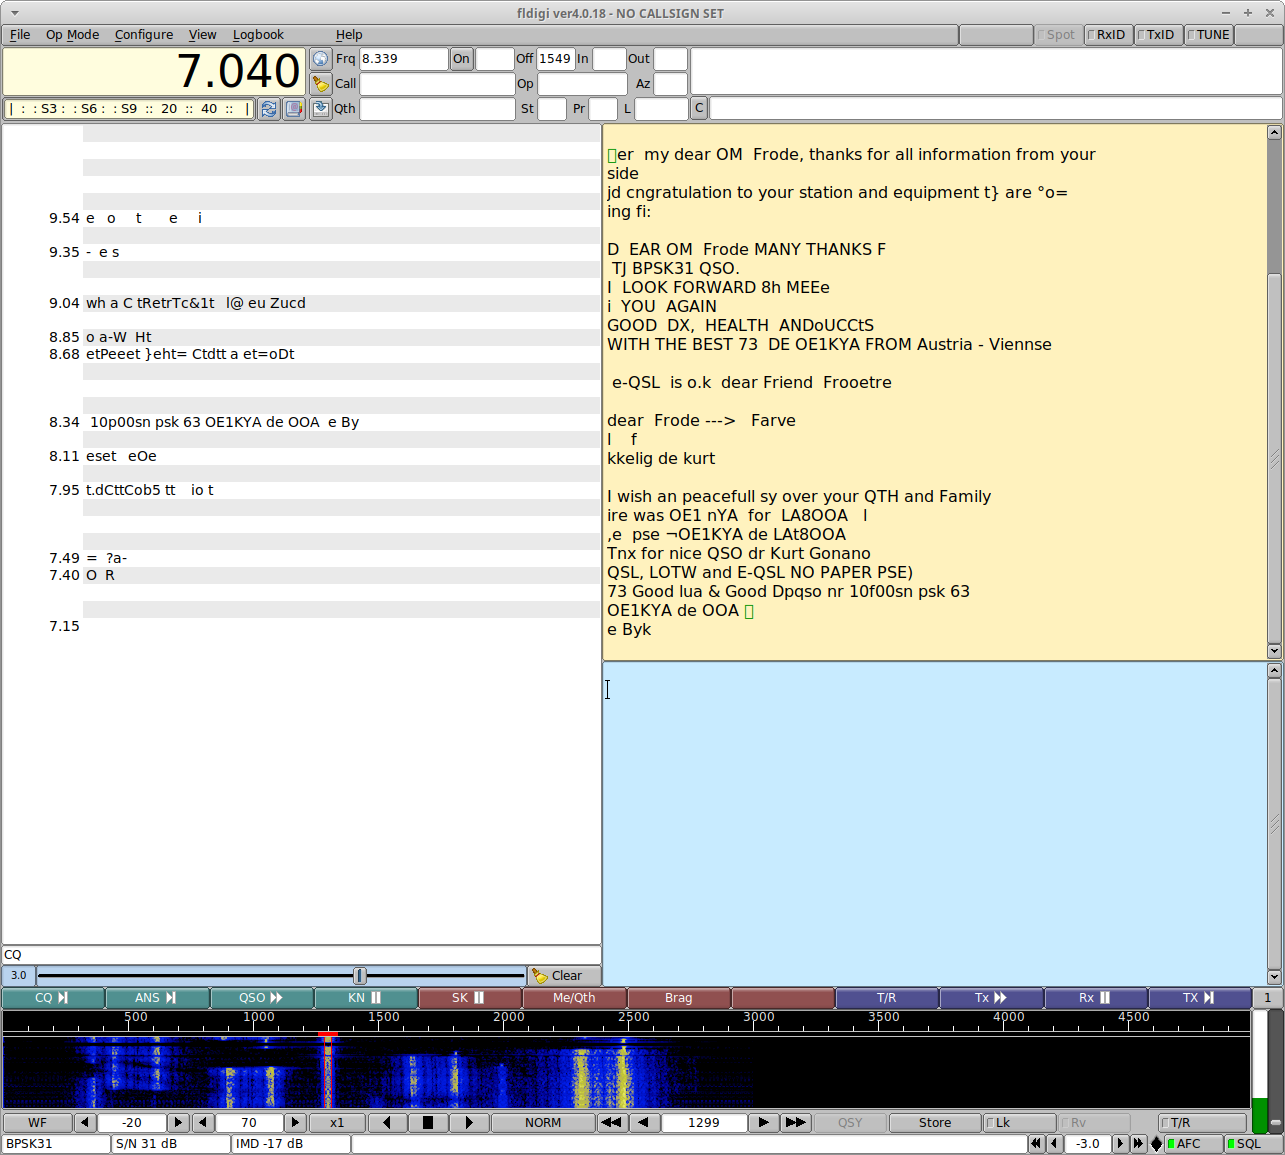 fldigi ver4.0.18 - NO CALLSIGN SET
File Op Mode Configure View Logbook Help Spot RxID TxID TUNE
7.040 Frq 8.339 On Off 1549 In Out
Call Op Az
| : : S3 : : S6 : : S9 :: 20 :: 40 :: | Qth St Pr L C
9.54 e o t e i
9.35 - e s
9.04 wh a C tRetrTc&1t l@ eu Zucd
8.85 o a-W Ht
8.68 etPeeet }eht= Ctdtt a et=oDt
8.34 10p00sn psk 63 OE1KYA de OOA e By
8.11 eset eOe
7.95 t.dCttCob5 tt io t
7.49 = ?a-
7.40 O R
7.15
er my dear OM Frode, thanks for all information from your
side
jd cngratulation to your station and equipment t} are °o=
ing fi:
D EAR OM Frode MANY THANKS F
TJ BPSK31 QSO.
I LOOK FORWARD 8h MEEe
i YOU AGAIN
GOOD DX, HEALTH ANDoUCCtS
WITH THE BEST 73 DE OE1KYA FROM Austria - Viennse
e-QSL is o.k dear Friend Frooetre
dear Frode ---> Farve
l f
kkelig de kurt
I wish an peacefull sy over your QTH and Family
ire was OE1 nYA for LA8OOA l
,e pse ¬OE1KYA de LAt8OOA
Tnx for nice QSO dr Kurt Gonano
QSL, LOTW and E-QSL NO PAPER PSE)
73 Good lua & Good Dpqso nr 10f00sn psk 63
OE1KYA de OOA
e Byk
CQ
3.0 Clear
CQ ANS QSO KN SK Me/Qth Brag T/R Tx Rx TX 1
500 1000 1500 2000 2500 3000 3500 4000 4500
WF -20 70 x1 NORM 1299 QSY Store Lk Rv T/R
BPSK31 S/N 31 dB IMD -17 dB -3.0 AFC SQL